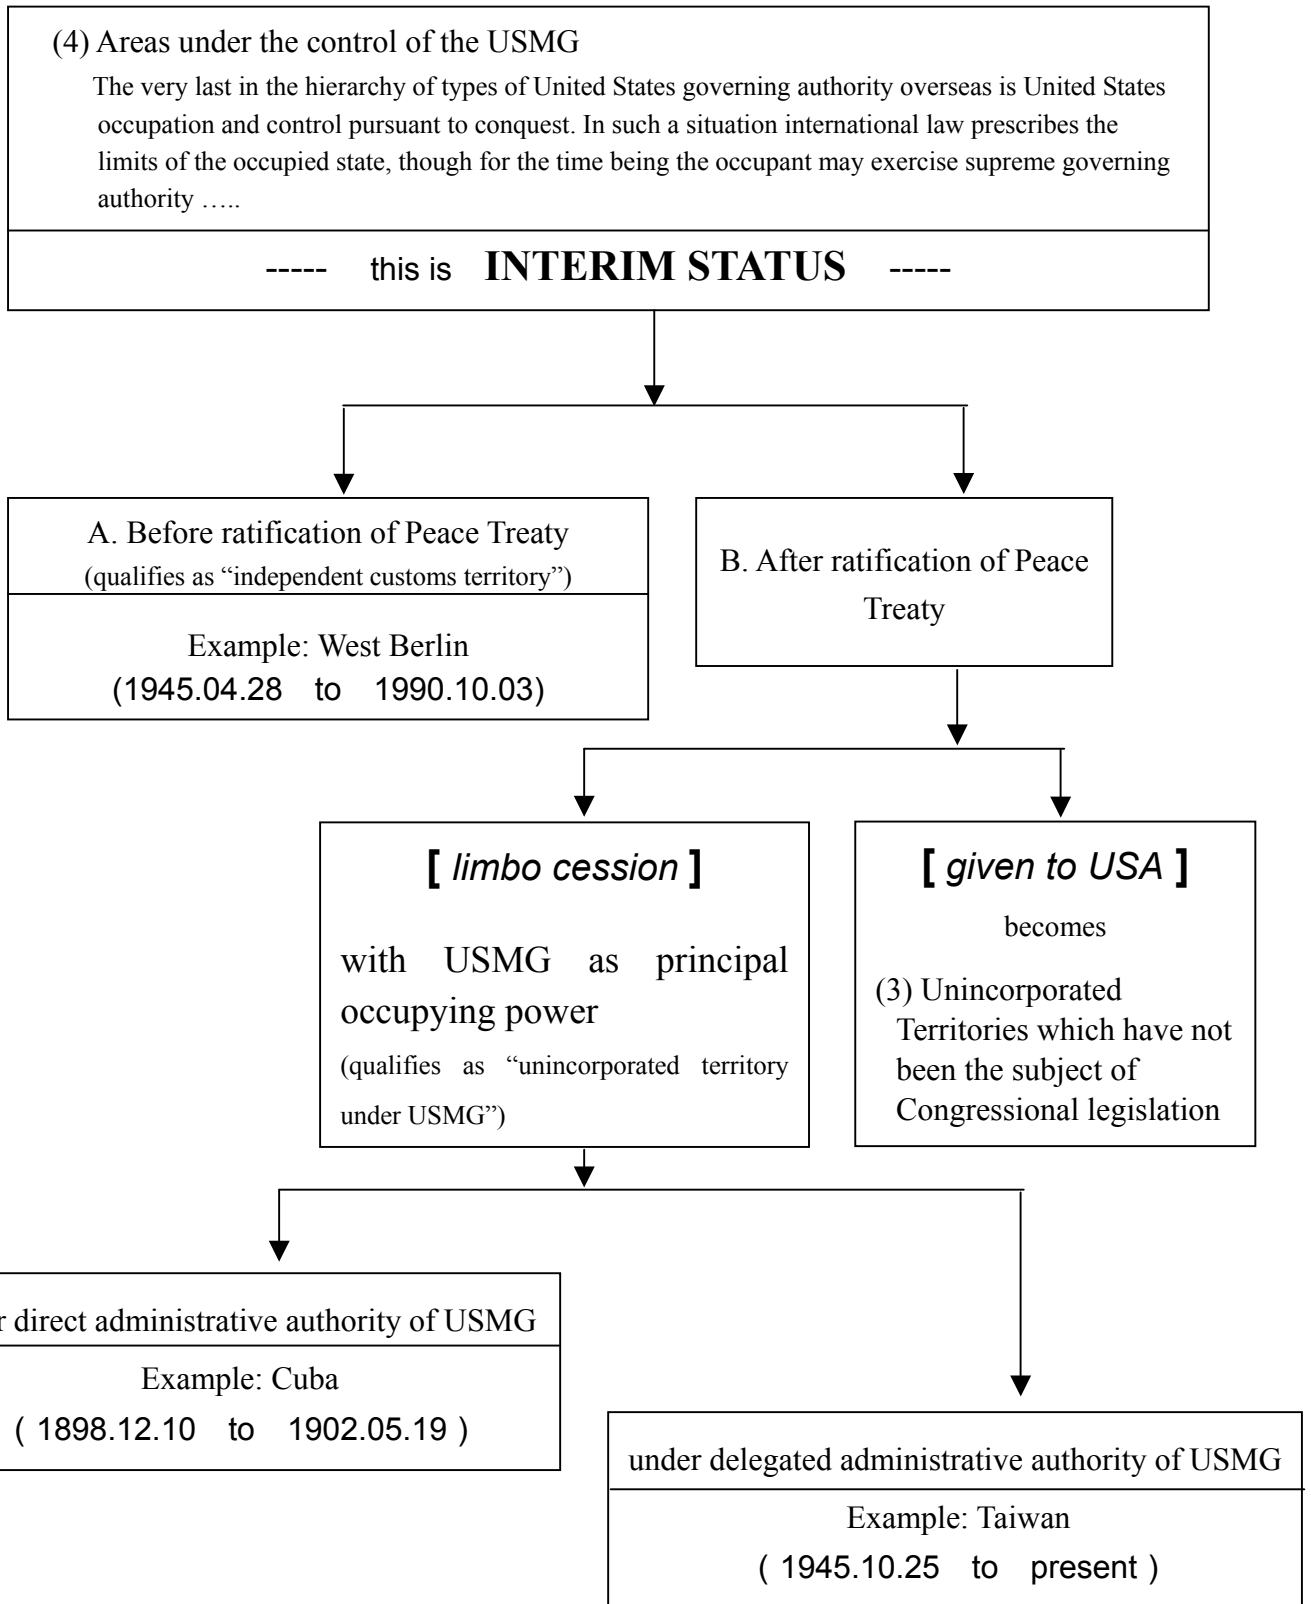 (4) Areas under the control of the USMG
The very last in the hierarchy of types of United States governing authority overseas is United States
occupation and control pursuant to conquest. In such a situation international law prescribes the
limits of the occupied state, though for the time being the occupant may exercise supreme governing
authority …..
----- this is INTERIM STATUS -----
A. Before ratification of Peace Treaty
(qualifies as “independent customs territory”)
Example: West Berlin
(1945.04.28 to 1990.10.03)
B. After ratification of Peace
Treaty
[ limbo cession ]
with USMG as principal
occupying power
(qualifies as “unincorporated territory
under USMG”)
[ given to USA ]
becomes
(3) Unincorporated
Territories which have not
been the subject of
Congressional legislation
r direct administrative authority of USMG
Example: Cuba
( 1898.12.10 to 1902.05.19 )
under delegated administrative authority of USMG
Example: Taiwan
( 1945.10.25 to present )